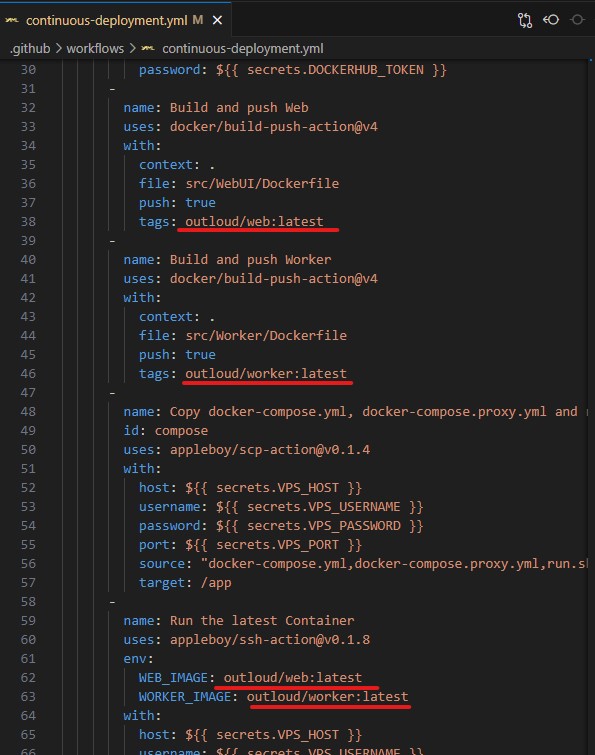 continuous-deployment.yml M
.github > workflows > continuous-deployment.yml
30 password: ${{ secrets.DOCKERHUB_TOKEN }}
31 -
32 name: Build and push Web
33 uses: docker/build-push-action@v4
34 with:
35 context: .
36 file: src/WebUI/Dockerfile
37 push: true
38 tags: outloud/web:latest
39 -
40 name: Build and push Worker
41 uses: docker/build-push-action@v4
42 with:
43 context: .
44 file: src/Worker/Dockerfile
45 push: true
46 tags: outloud/worker:latest
47 -
48 name: Copy docker-compose.yml, docker-compose.proxy.yml and
49 id: compose
50 uses: appleboy/scp-action@v0.1.4
51 with:
52 host: ${{ secrets.VPS_HOST }}
53 username: ${{ secrets.VPS_USERNAME }}
54 password: ${{ secrets.VPS_PASSWORD }}
55 port: ${{ secrets.VPS_PORT }}
56 source: "docker-compose.yml,docker-compose.proxy.yml,run.s
57 target: /app
58 -
59 name: Run the latest Container
60 uses: appleboy/ssh-action@v0.1.8
61 env:
62 WEB_IMAGE: outloud/web:latest
63 WORKER_IMAGE: outloud/worker:latest
64 with:
65 host: ${{ secrets.VPS_HOST }}
66 username: ${{ secrets.VPS_USERNAME }}